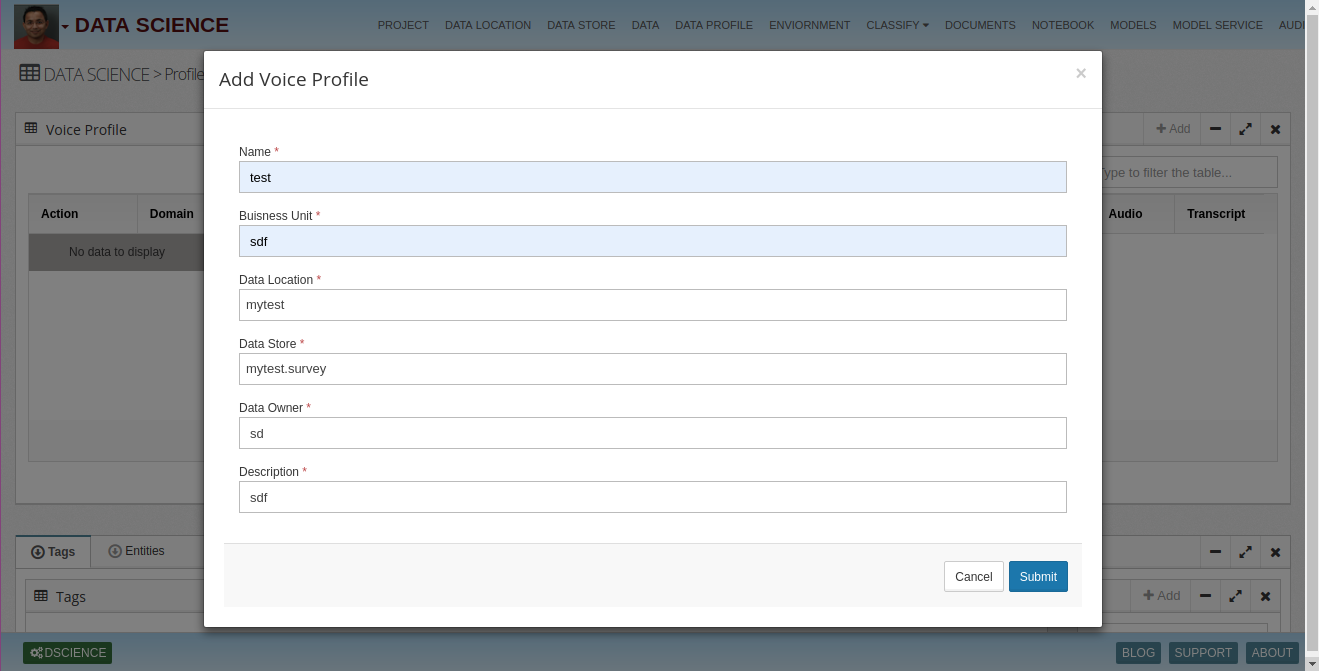 DATA SCIENCE
PROJECT DATA LOCATION DATA STORE DATA DATA PROFILE ENVIORNMENT CLASSIFY DOCUMENTS NOTEBOOK MODELS MODEL SERVICE
DATA SCIENCE > Profile
Add Voice Profile
×
Voice Profile
Add
Type to filter the table...
Action Domain Audio Transcript
No data to display
Name *
test
Buisness Unit *
sdf
Data Location *
mytest
Data Store *
mytest.survey
Data Owner *
sd
Description *
sdf
Cancel Submit
Tags Entities
Tags
Add
DSCIENCE
BLOG SUPPORT ABOUT